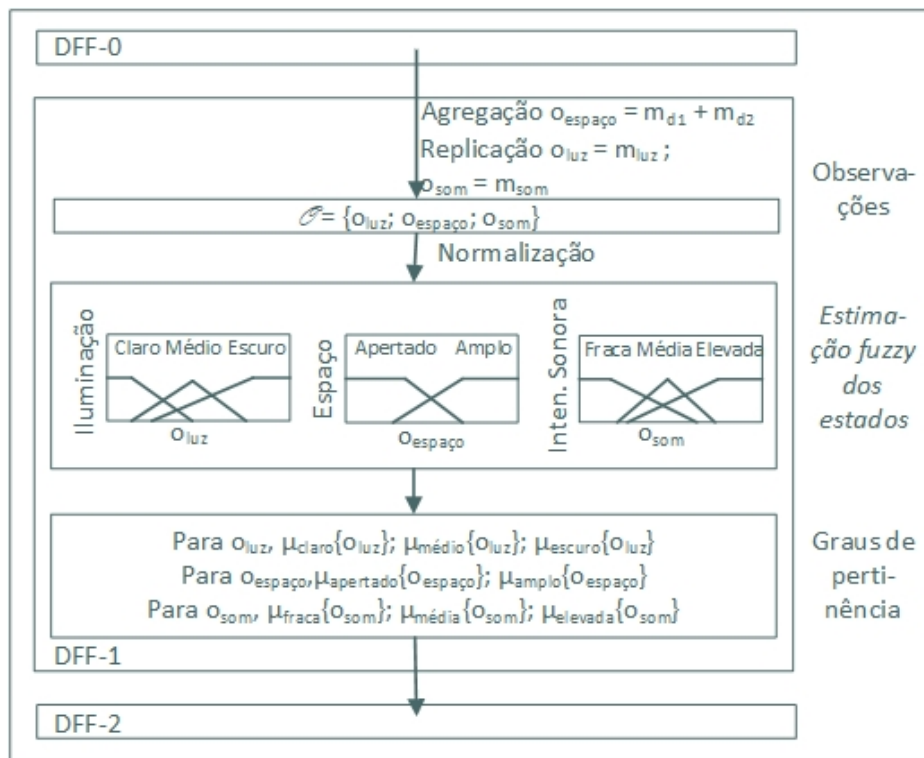 DFF-0
Agregação o_espaço = m_d1 + m_d2
Replicação o_luz = m_luz ;
o_som = m_som
Observa-
ções
𝒪 = {o_luz; o_espaço; o_som}
Normalização
Iluminação
Claro Médio Escuro
o_luz
Espaço
Apertado Amplo
o_espaço
Inten. Sonora
Fraca Média Elevada
o_som
Estima-
ção fuzzy
dos
estados
Para o_luz, μ_claro{o_luz}; μ_médio{o_luz}; μ_escuro{o_luz}
Para o_espaço,μ_apertado{o_espaço}; μ_amplo{o_espaço}
Para o_som, μ_fraca{o_som}; μ_média{o_som}; μ_elevada{o_som}
Graus de
perti-
nência
DFF-1
DFF-2